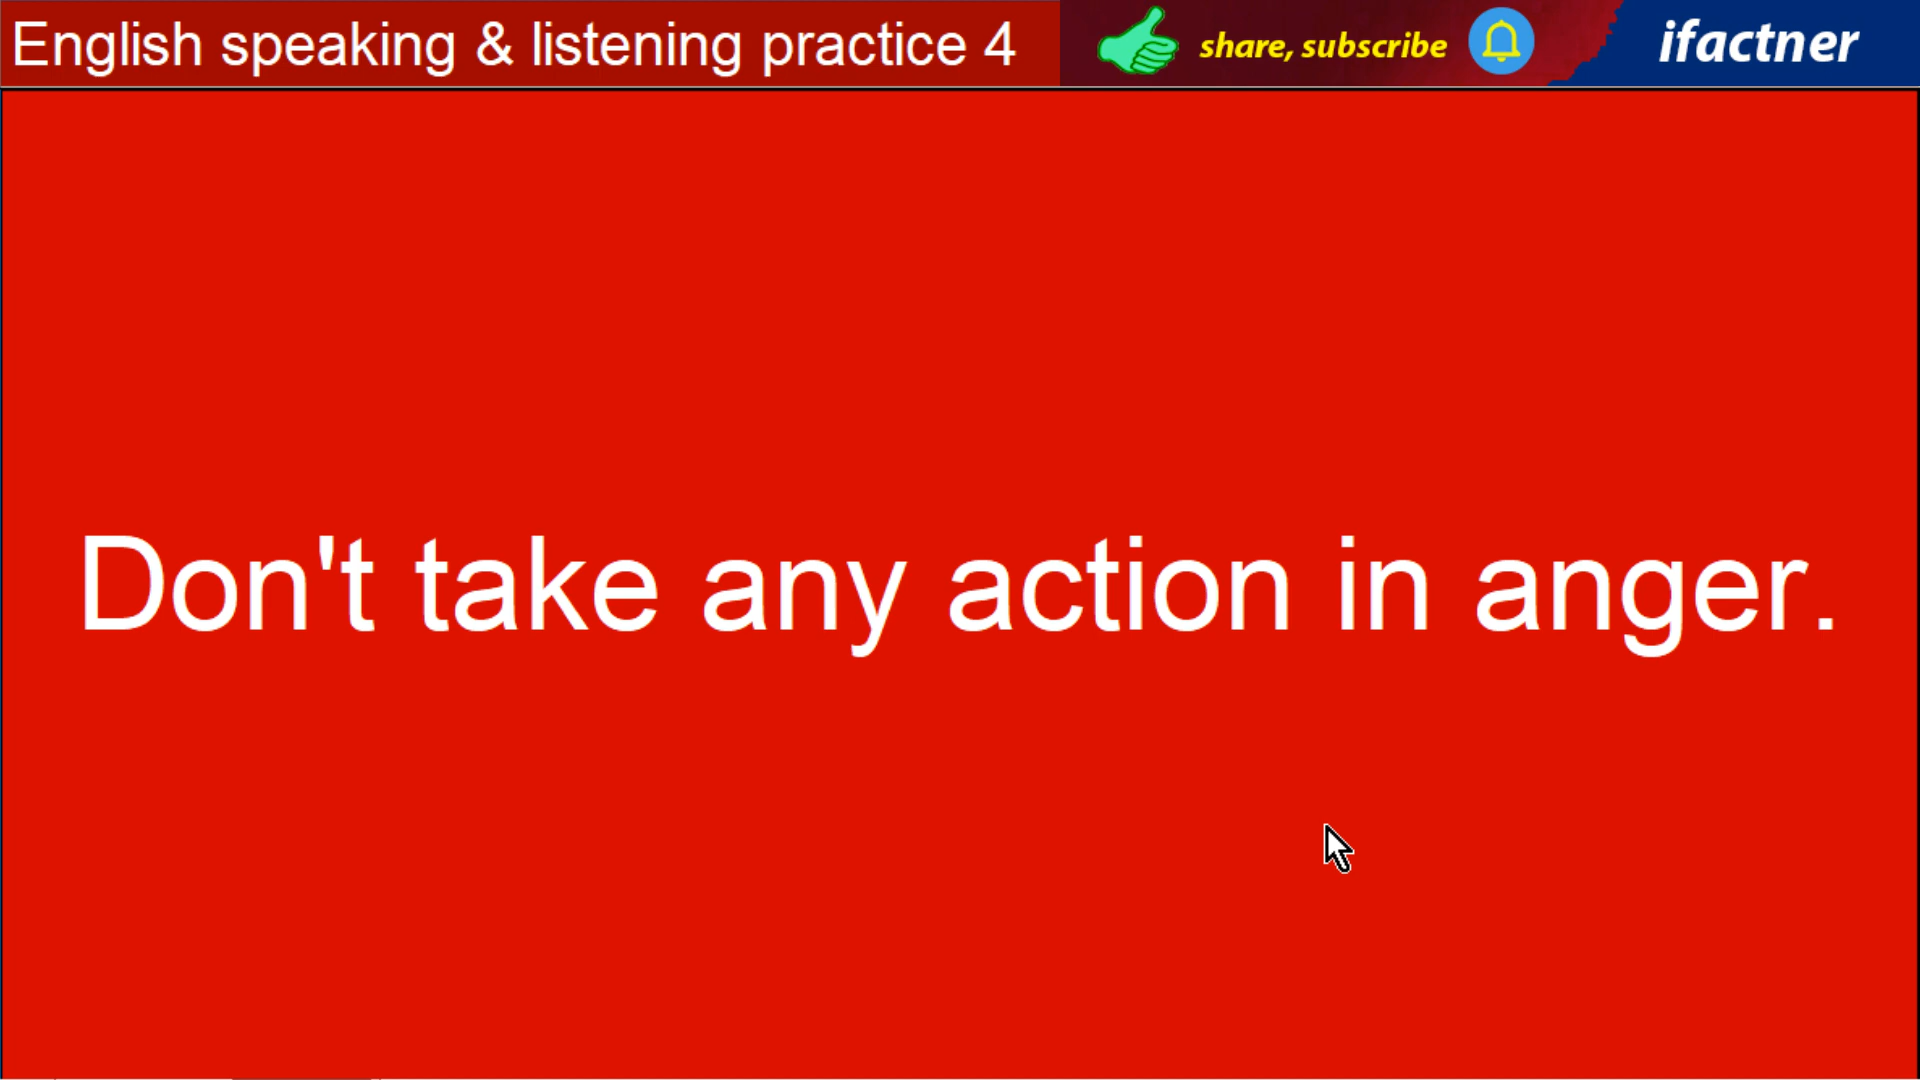 English speaking & listening practice 4
share, subscribe
ifactner
Don't take any action in anger.